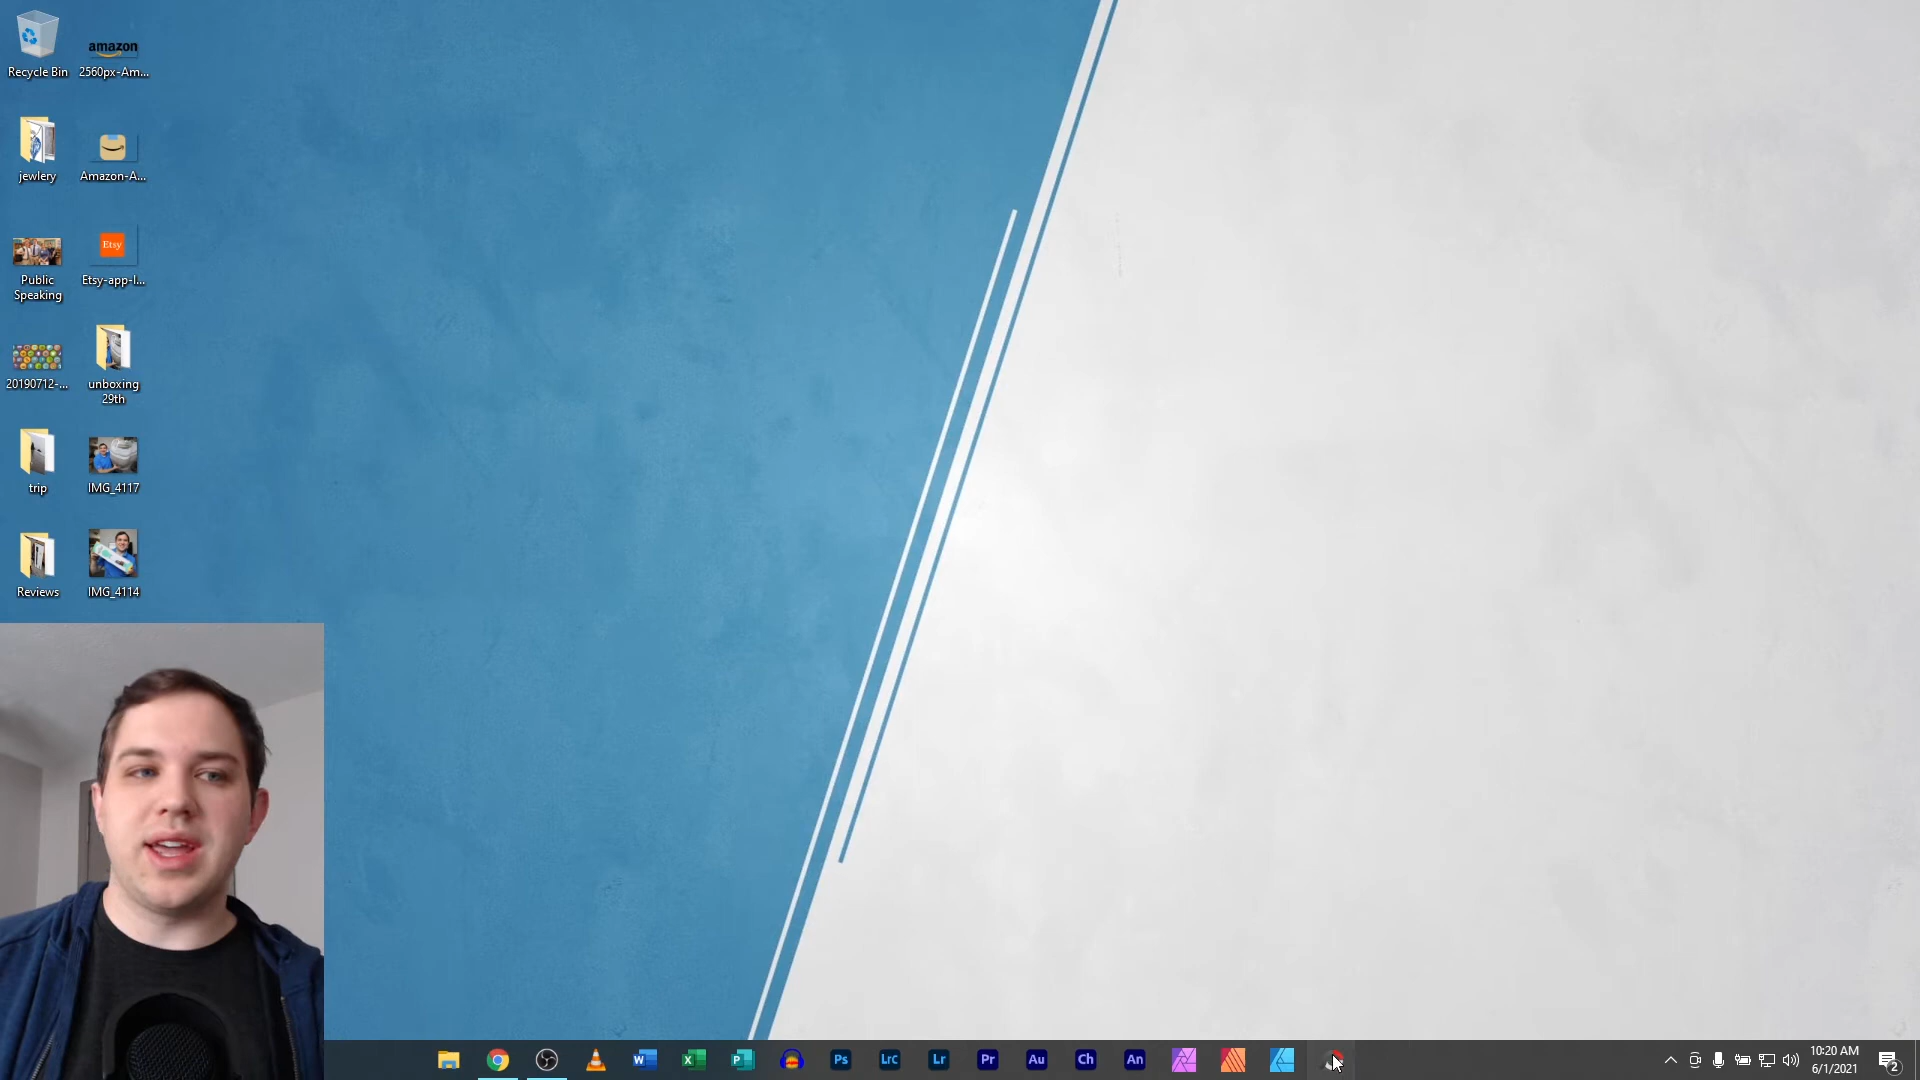 Recycle Bin
amazon
2560px-Am...
jewlery
Amazon-A...
Public
Speaking
Etsy
Etsy-app-l...
20190712-...
unboxing
29th
trip
IMG_4117
Reviews
IMG_4114
W
X
P
Ps
LrC
Lr
Pr
Au
Ch
An
10:20 AM
6/1/2021
2